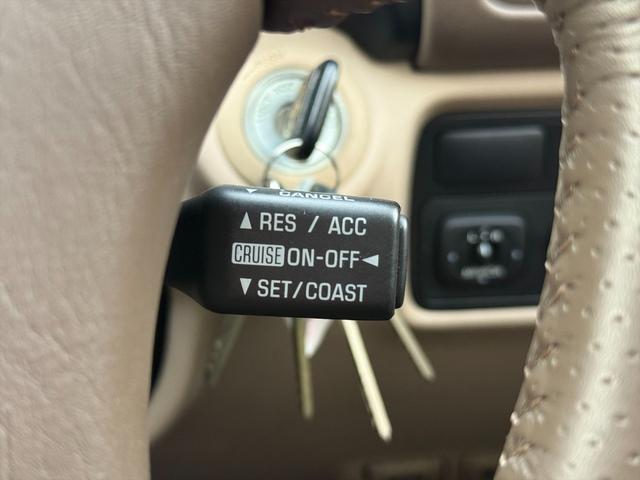 ▼ CANCEL
▲ RES / ACC
CRUISE ON-OFF ◄
▼ SET/COAST